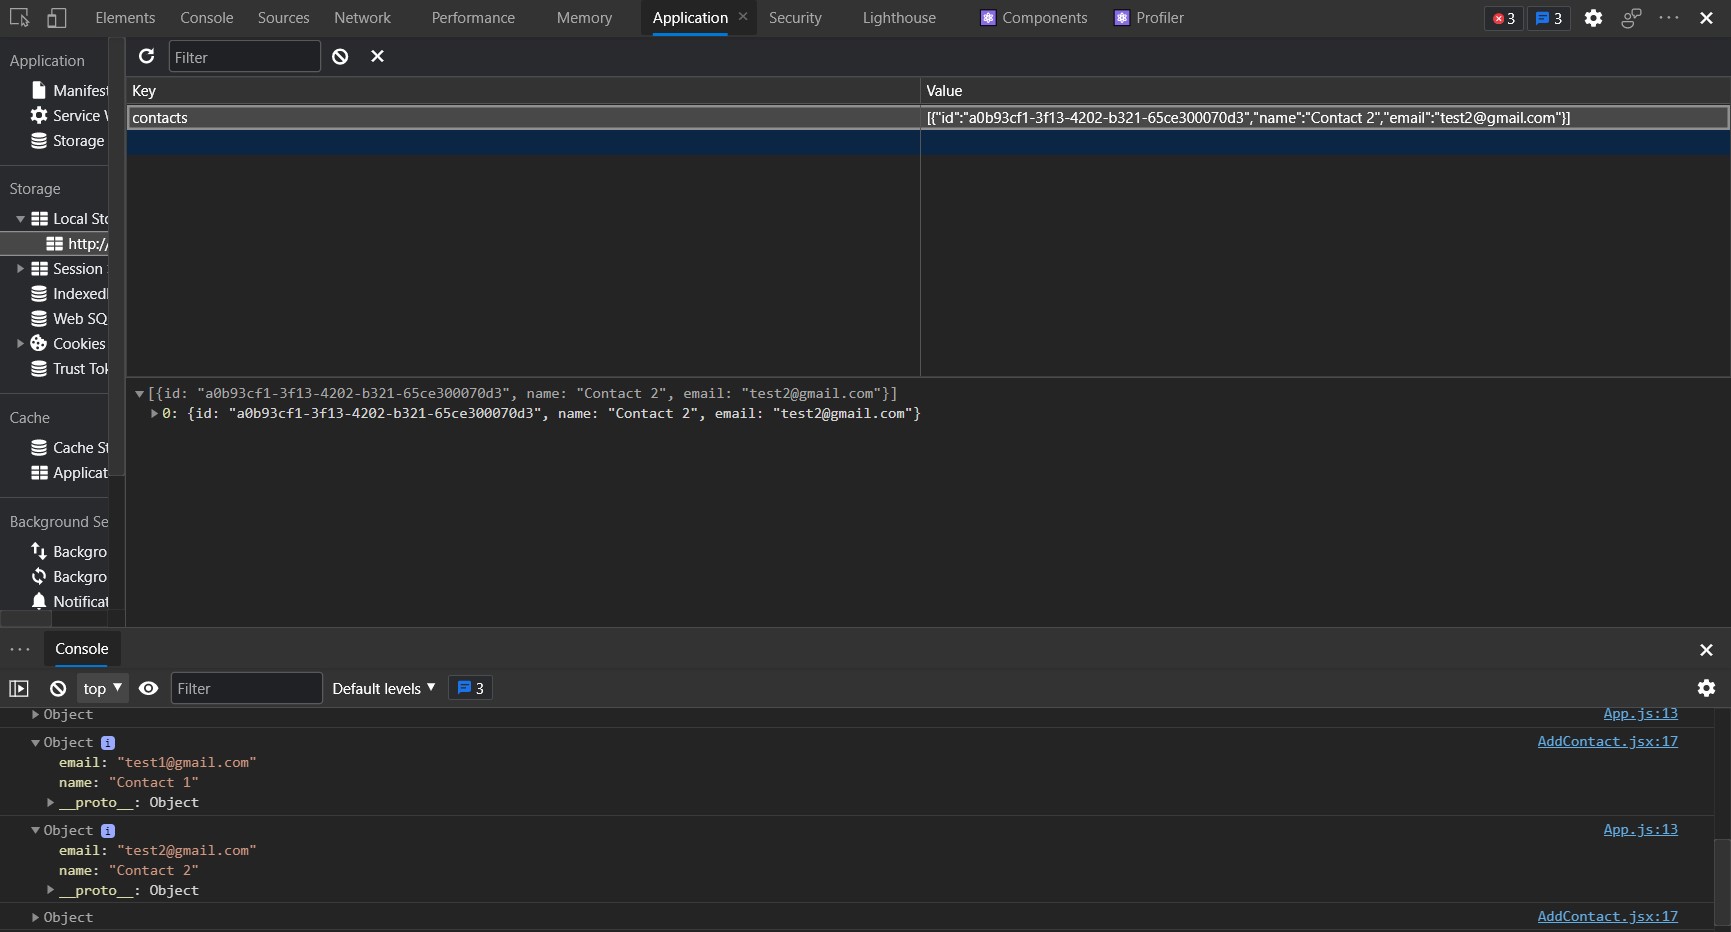 Elements Console Sources Network Performance Memory Application × Security Lighthouse Components Profiler 3 3
Application
Manifest
Service W
Storage
Storage
Local Sto
http://
Session
Indexed
Web SQ
Cookies
Trust Tok
Cache
Cache St
Applicat
Background Se
Backgro
Backgro
Notificat
Filter
Key Value
contacts [{"id":"a0b93cf1-3f13-4202-b321-65ce300070d3","name":"Contact 2","email":"test2@gmail.com"}]
[{id: "a0b93cf1-3f13-4202-b321-65ce300070d3", name: "Contact 2", email: "test2@gmail.com"}]
0: {id: "a0b93cf1-3f13-4202-b321-65ce300070d3", name: "Contact 2", email: "test2@gmail.com"}
Console
top Filter Default levels 3
Object App.js:13
Object i AddContact.jsx:17
email: "test1@gmail.com"
name: "Contact 1"
__proto__: Object
Object i App.js:13
email: "test2@gmail.com"
name: "Contact 2"
__proto__: Object
Object AddContact.jsx:17